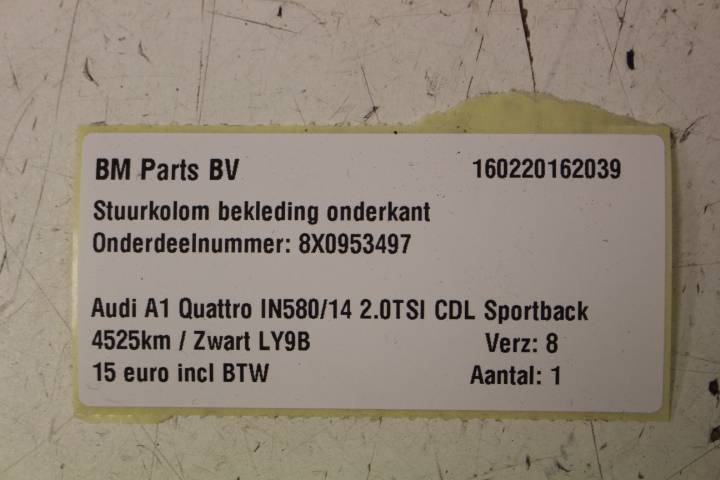 BM Parts BV 160220162039
Stuurkolom bekleding onderkant
Onderdeelnummer: 8X0953497
Audi A1 Quattro IN580/14 2.0TSI CDL Sportback
4525km / Zwart LY9B Verz: 8
15 euro incl BTW Aantal: 1